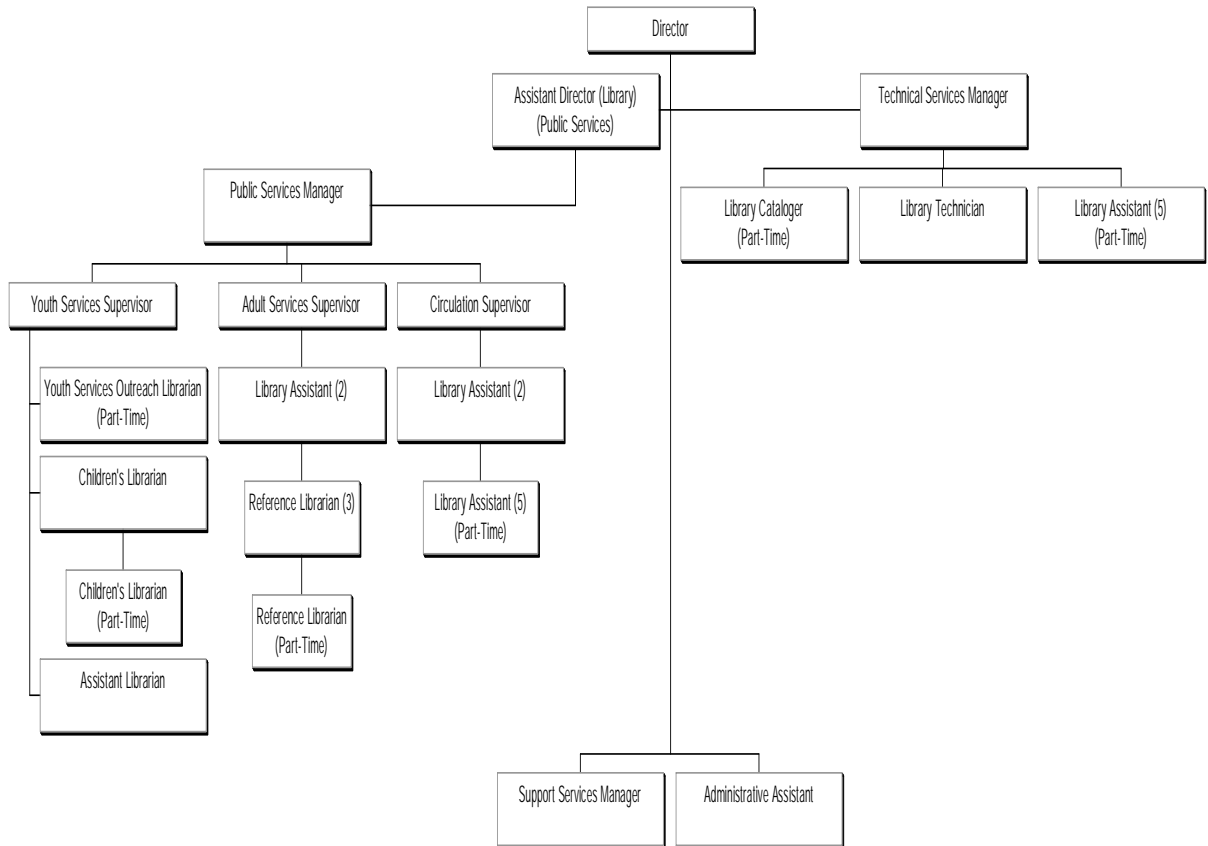 Director
Assistant Director (Library)
(Public Services)
Technical Services Manager
Public Services Manager
Library Cataloger
(Part-Time)
Library Technician
Library Assistant (5)
(Part-Time)
Youth Services Supervisor
Adult Services Supervisor
Circulation Supervisor
Youth Services Outreach Librarian
(Part-Time)
Library Assistant (2)
Library Assistant (2)
Children's Librarian
Reference Librarian (3)
Library Assistant (5)
(Part-Time)
Children's Librarian
(Part-Time)
Reference Librarian
(Part-Time)
Assistant Librarian
Support Services Manager
Administrative Assistant